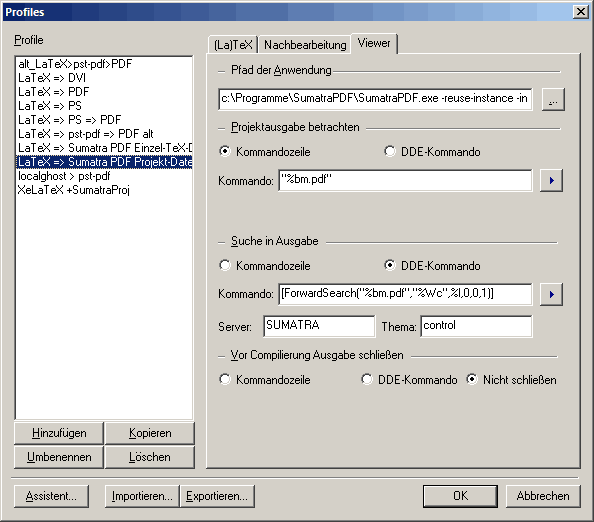 Profiles
Profile
alt_LaTeX>pst-pdf>PDF
LaTeX => DVI
LaTeX => PDF
LaTeX => PS
LaTeX => PS => PDF
LaTeX => pst-pdf => PDF alt
LaTeX => Sumatra PDF Einzel-TeX-D
LaTeX => Sumatra PDF Projekt-Date
localghost > pst-pdf
XeLaTeX +SumatraProj
Hinzufügen
Kopieren
Umbenennen
Löschen
(La)TeX
Nachbearbeitung
Viewer
Pfad der Anwendung
c:\Programme\SumatraPDF\SumatraPDF.exe -reuse-instance -in
...
Projektausgabe betrachten
Kommandozeile
DDE-Kommando
Kommando:
"%bm.pdf"
Suche in Ausgabe
Kommandozeile
DDE-Kommando
Kommando:
[ForwardSearch("%bm.pdf","%Wc",%l,0,0,1)]
Server:
SUMATRA
Thema:
control
Vor Compilierung Ausgabe schließen
Kommandozeile
DDE-Kommando
Nicht schließen
Assistent...
Importieren...
Exportieren...
OK
Abbrechen